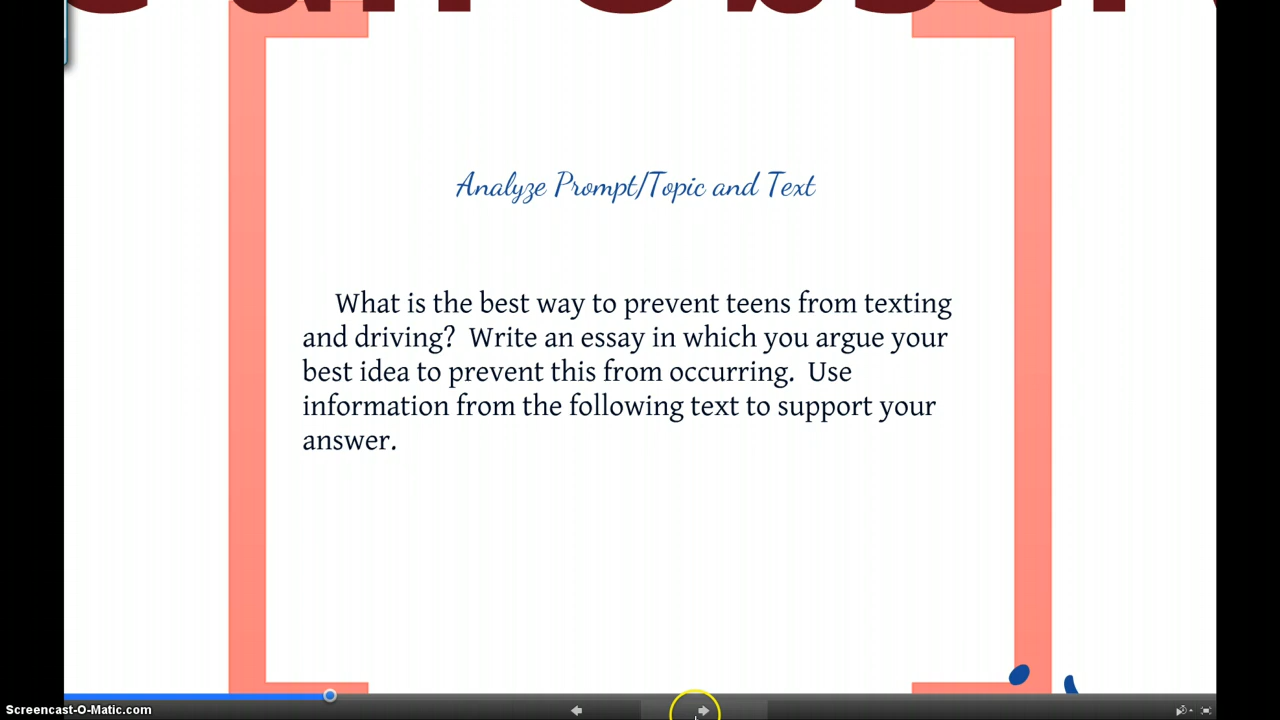 Analyze Prompt/Topic and Text
What is the best way to prevent teens from texting
and driving?  Write an essay in which you argue your
best idea to prevent this from occurring.  Use
information from the following text to support your
answer.
Screencast-O-Matic.com